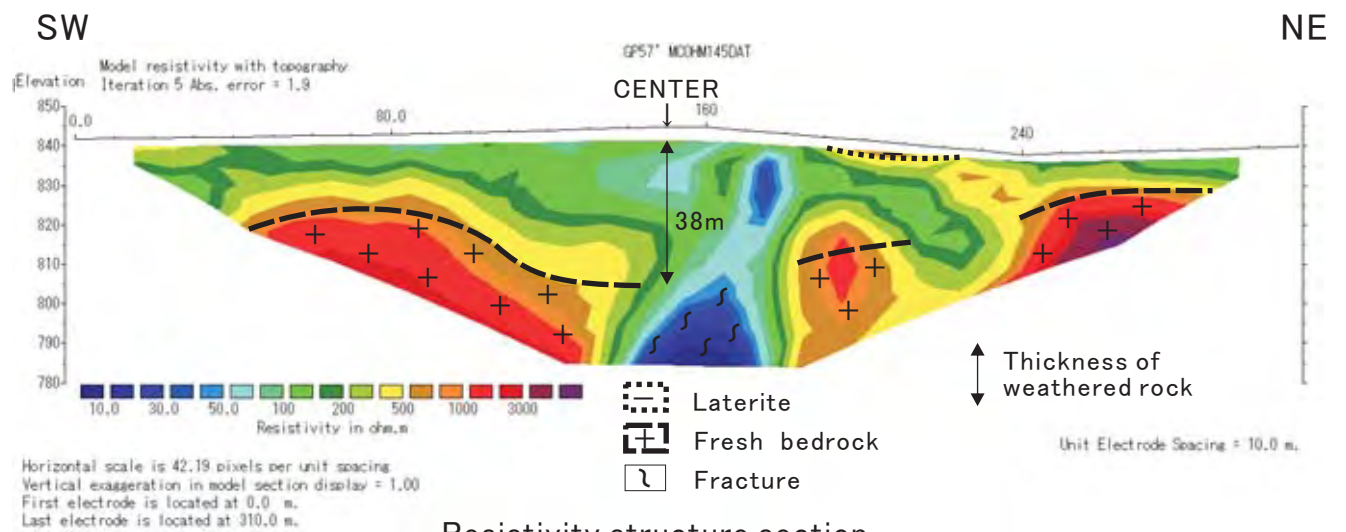 SW
NE
GP57' MCOHM145DAT
Model resistivity with topography
Elevation Iteration 5 Abs. error = 1.9
CENTER
850
0.0
80.0
160
240
840
830
820
810
800
790
780
38m
10.0 30.0 50.0 100 200 500 1000 3000
Resistivity in ohm.m
Thickness of
weathered rock
Laterite
Fresh bedrock
Fracture
Unit Electrode Spacing = 10.0 m.
Horizontal scale is 42.19 pixels per unit spacing
Vertical exaggeration in model section display = 1.00
First electrode is located at 0.0 m.
Last electrode is located at 310.0 m.
Resistivity structure section